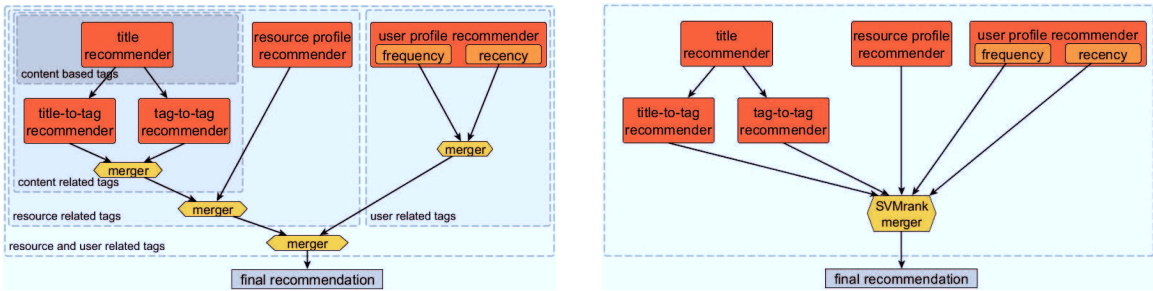 title
recommender
content based tags
resource profile
recommender
user profile recommender
frequency
recency
title-to-tag
recommender
tag-to-tag
recommender
merger
content related tags
merger
resource related tags
merger
user related tags
merger
resource and user related tags
final recommendation
title
recommender
resource profile
recommender
user profile recommender
frequency
recency
title-to-tag
recommender
tag-to-tag
recommender
SVMrank
merger
final recommendation